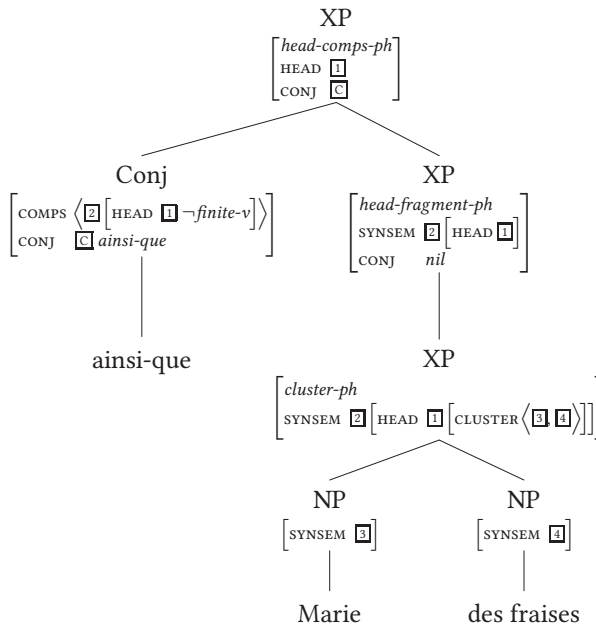 XP
head-comps-ph
HEAD 1
CONJ C
Conj XP
COMPS ⟨2[HEAD 1 ¬finite-v]⟩
CONJ C ainsi-que
head-fragment-ph
SYNSEM 2[HEAD 1]
CONJ nil
ainsi-que XP
cluster-ph
SYNSEM 2[HEAD 1[CLUSTER⟨3, 4⟩]]
NP NP
[SYNSEM 3] [SYNSEM 4]
Marie des fraises